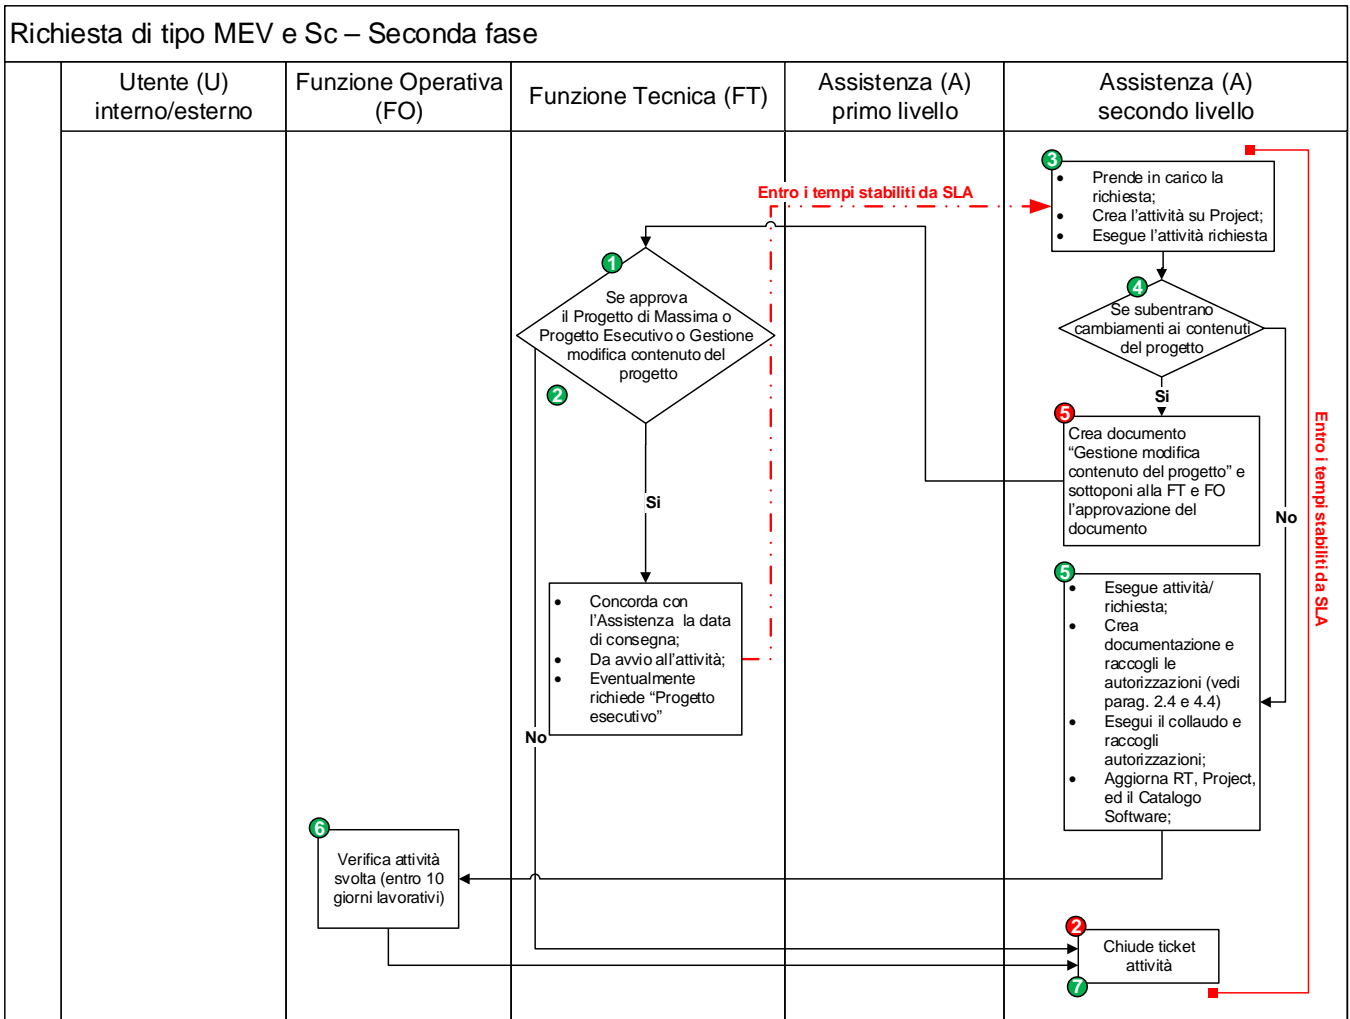 Richiesta di tipo MEV e Sc – Seconda fase
Utente (U)
interno/esterno
Funzione Operativa
(FO)
Funzione Tecnica (FT)
Assistenza (A)
primo livello
Assistenza (A)
secondo livello
3
• Prende in carico la
richiesta;
• Crea l'attività su Project;
• Esegue l'attività richiesta
Entro i tempi stabiliti da SLA
1
Se approva
il Progetto di Massima o
Progetto Esecutivo o Gestione
modifica contenuto del
progetto
2
4
Se subentrano
cambiamenti ai contenuti
del progetto
Si
5
Crea documento
“Gestione modifica
contenuto del progetto” e
sottoponi alla FT e FO
l'approvazione del
documento
No
Entro i tempi stabiliti da SLA
Si
• Concorda con
l'Assistenza la data
di consegna;
• Da avvio all'attività;
• Eventualmente
richiede “Progetto
esecutivo”
No
5
• Esegue attività/
richiesta;
• Crea
documentazione e
raccogli le
autorizzazioni (vedi
parag. 2.4 e 4.4)
• Esegui il collaudo e
raccogli
autorizzazioni;
• Aggiorna RT, Project,
ed il Catalogo
Software;
6
Verifica attività
svolta (entro 10
giorni lavorativi)
2
Chiude ticket
attività
7